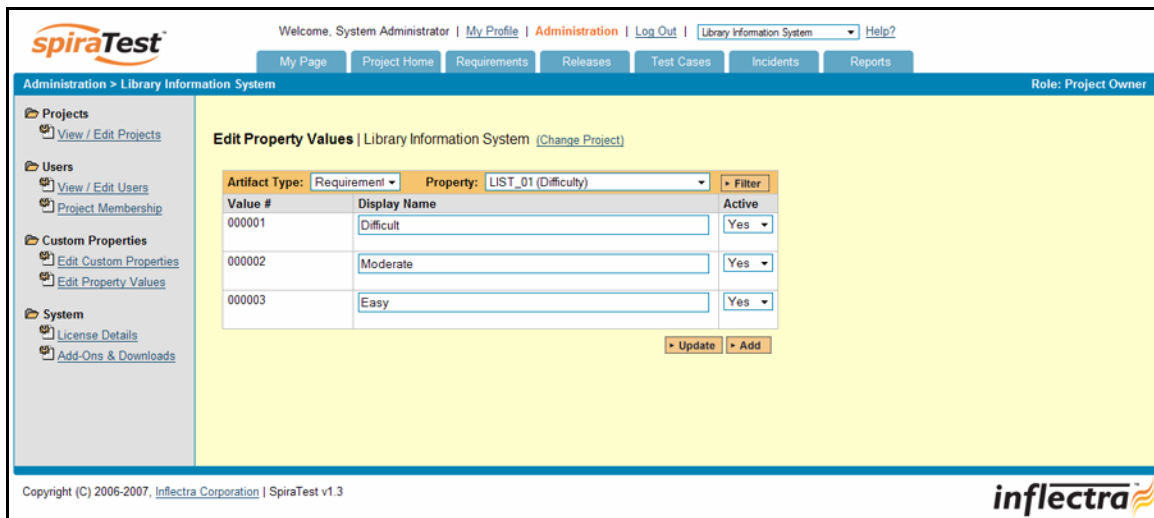 spiraTest
Welcome, System Administrator | My Profile | Administration | Log Out | Library Information System Help?
My Page Project Home Requirements Releases Test Cases Incidents Reports
Administration > Library Information System Role: Project Owner
Projects
View / Edit Projects
Users
View / Edit Users
Project Membership
Custom Properties
Edit Custom Properties
Edit Property Values
System
License Details
Add-Ons & Downloads
Edit Property Values | Library Information System (Change Project)
Artifact Type: Requirement Property: LIST_01 (Difficulty) Filter
Value # Display Name Active
000001 Difficult Yes
000002 Moderate Yes
000003 Easy Yes
Update Add
Copyright (C) 2006-2007, Inflectra Corporation | SpiraTest v1.3
inflectra